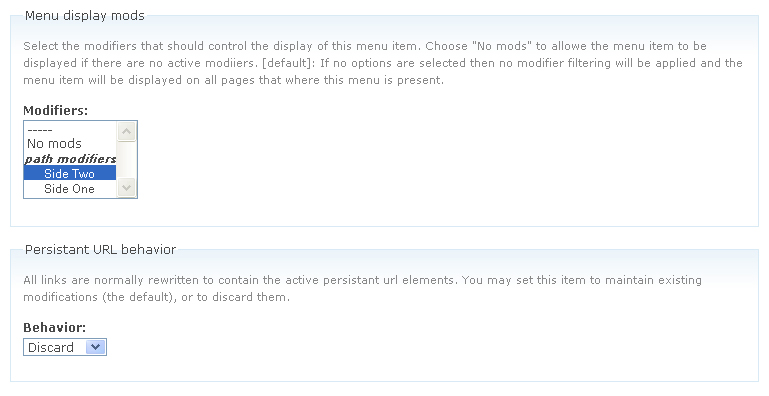 Menu display mods
Select the modifiers that should control the display of this menu item. Choose "No mods" to allowe the menu item to be
displayed if there are no active modiiers. [default]: If no options are selected then no modifier filtering will be applied and the
menu item will be displayed on all pages that where this menu is present.
Modifiers:
-----
No mods
path modifiers
Side Two
Side One
Persistant URL behavior
All links are normally rewritten to contain the active persistant url elements. You may set this item to maintain existing
modifications (the default), or to discard them.
Behavior:
Discard